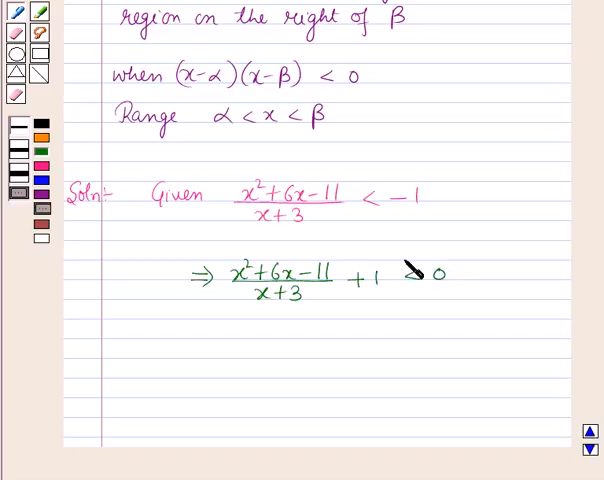 region on the right of β
when (x-α)(x-β) < 0
Range α < x < β
Soln:- Given (x²+6x-11)/(x+3) < -1
⇒ (x²+6x-11)/(x+3) + 1 < 0